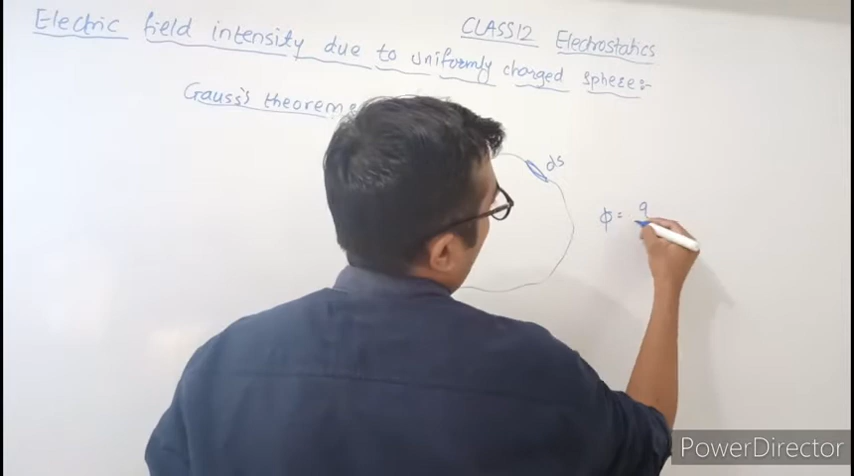 CLASS12 Electrostatics
Electric field intensity due to uniformly charged sphere:-
Gauss's theorem
ds
ϕ = q
PowerDirector